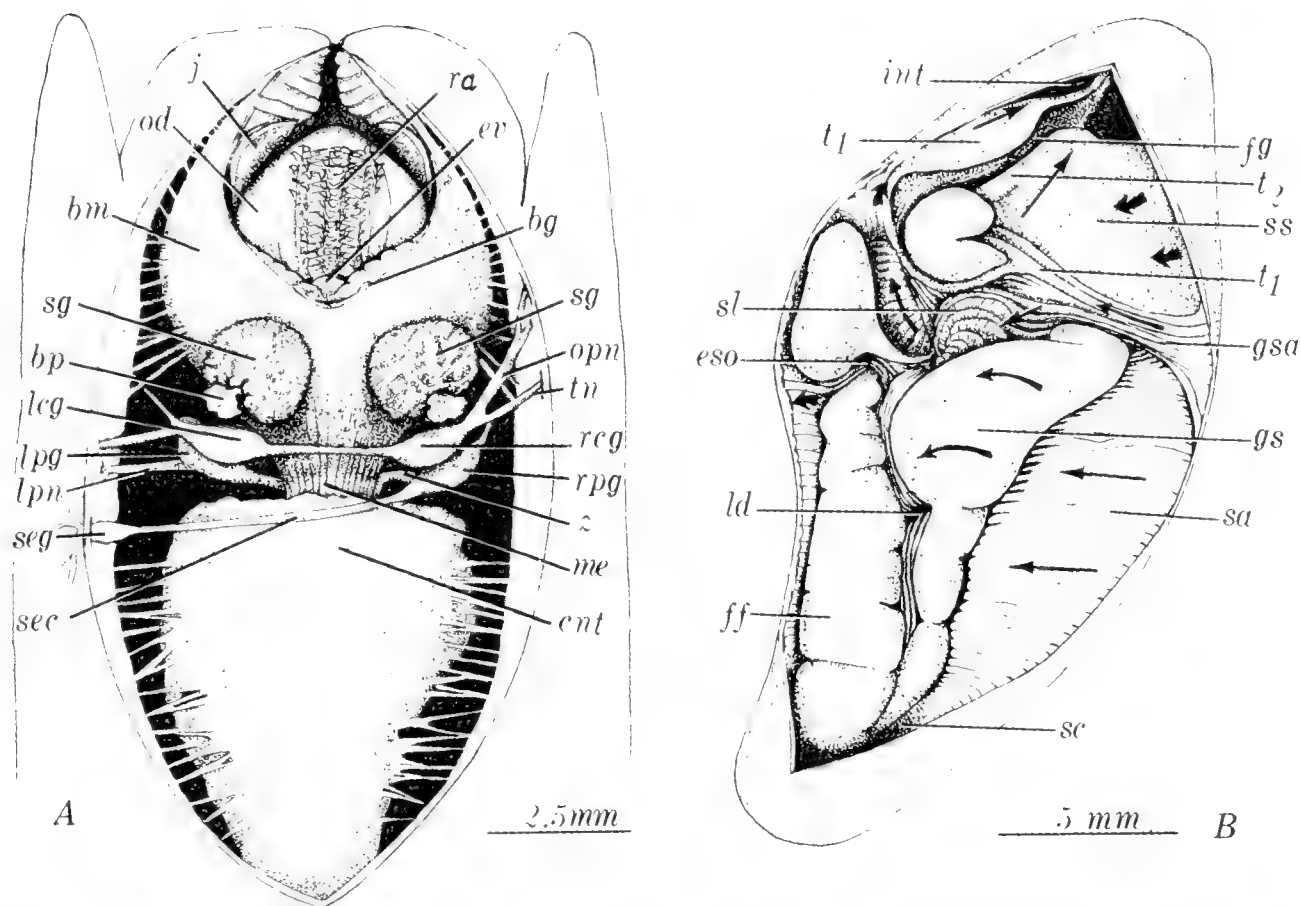 j
ra
od
ev
bm
bg
sg
sg
bp
opn
lcg
tn
lpg
rcg
lpn
rpg
seg
z
me
sec
cnt
A
2.5mm
int
t1
fg
t2
ss
t1
sl
gsa
eso
gs
ld
sa
ff
sc
5 mm
B